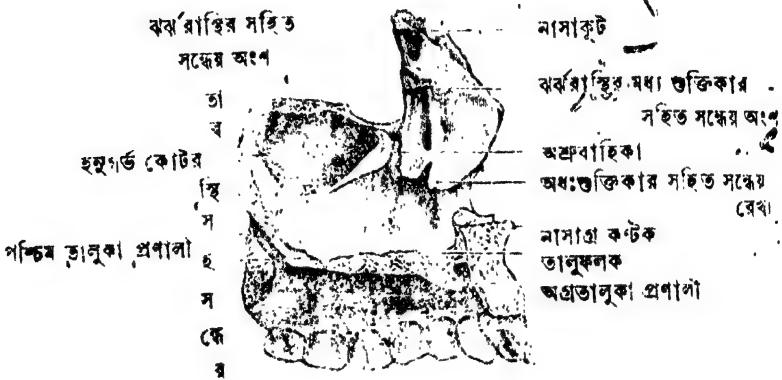 ঝর্ঝরাস্থির সহিত
সন্ধেয় অংশ
তা
হনুগর্ভ কোটর
স্থি
স
পশ্চিম তালুকা প্রণালী
হ
স
ন্ধে
র
নাসাকূট
ঝর্ঝরাস্থির মধ্য শুক্তিকার
সহিত সন্ধেয় অংশ
অশ্রুবাহিকা
অধঃশুক্তিকার সহিত সন্ধেয়
রেখা
নাসাগ্র কণ্টক
তালুফলক
অগ্রতালুকা প্রণালী